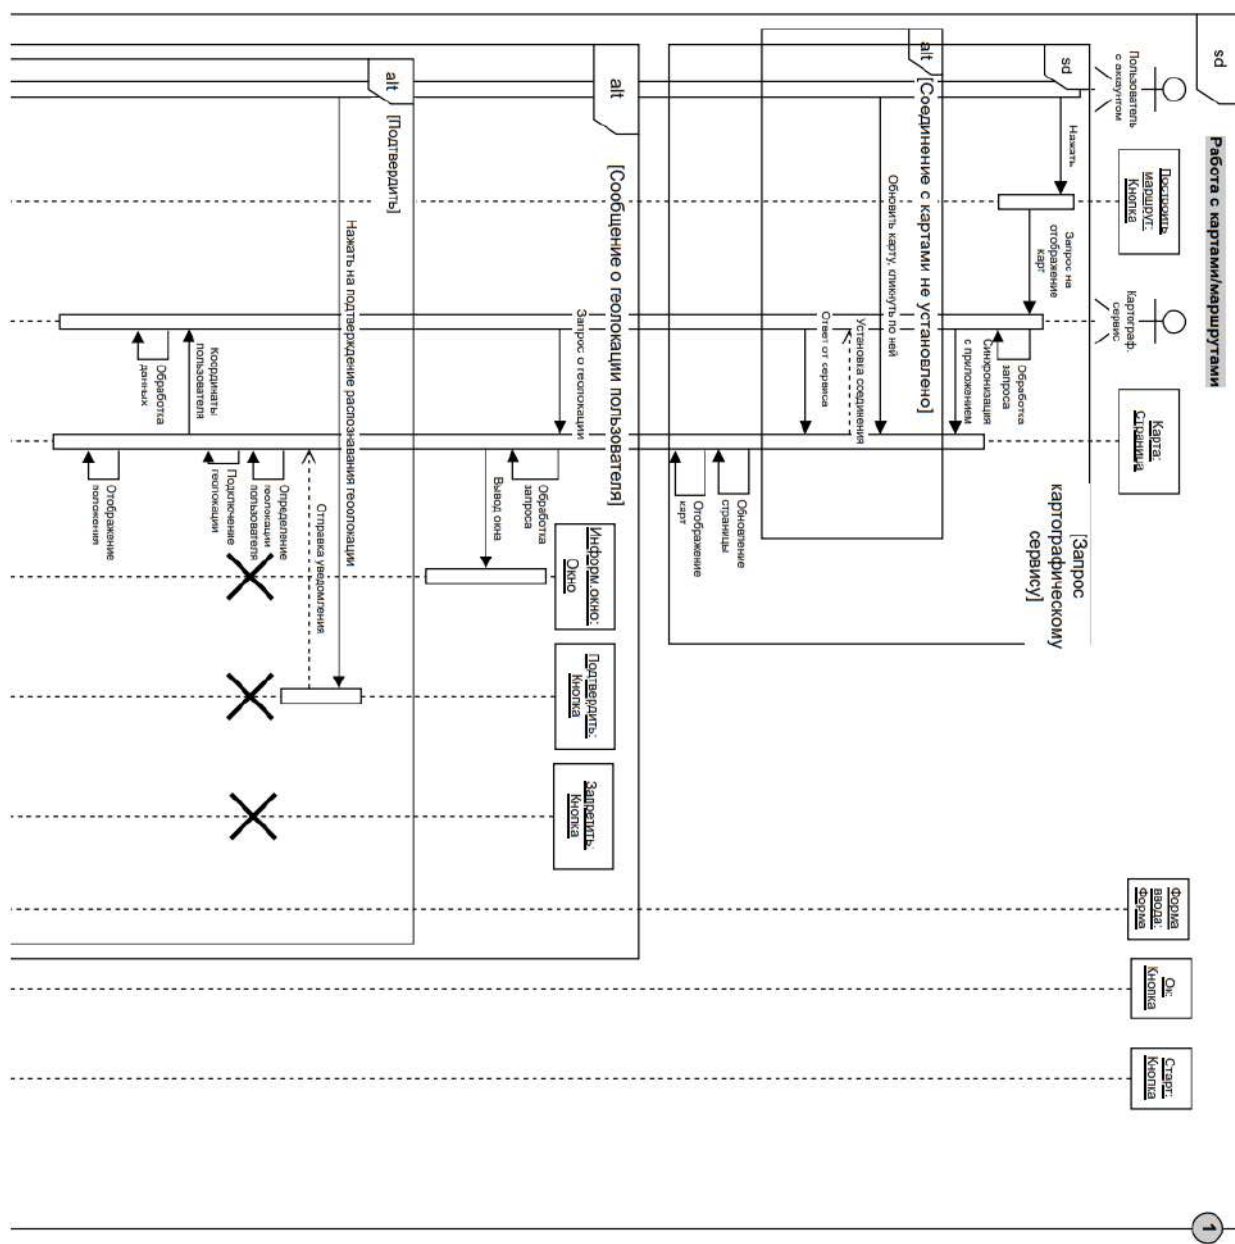 sd
Работа с картами/маршрутами
1
Пользователь
с аккаунтом
Построить
маршрут:
Кнопка
Картограф.
сервис
Карта:
Страница
Форма
ввода:
Форма
Ок:
Кнопка
Старт:
Кнопка
sd
[Запрос
картографическому
сервису]
Нажать
Запрос на
отображение
карт
Обработка
запроса
Синхронизация
с приложением
alt
[Соединение с картами не установлено]
Обновить карту, кликнуть по ней
Установка соединения
Ответ от сервиса
Обновление
страницы
Отображение
карт
alt
[Сообщение о геолокации пользователя]
Информ.окно:
Окно
Подтвердить:
Кнопка
Запретить:
Кнопка
Запрос о геолокации
Обработка
запроса
Вывод окна
alt
[Подтвердить]
Нажать на подтверждение распознавания геоолокации
Отправка уведомления
Определение
геолокации
пользователя
Подключение
геолокации
Координаты
пользователя
Обработка
данных
Отображение
положения